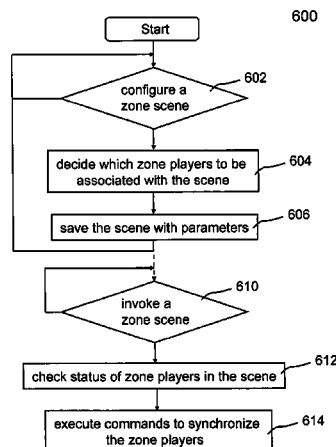 600
Start
configure a
zone scene
602
decide which zone players to be
associated with the scene
604
save the scene with parameters
606
invoke a
zone scene
610
check status of zone players in the scene
612
execute commands to synchronize
the zone players
614